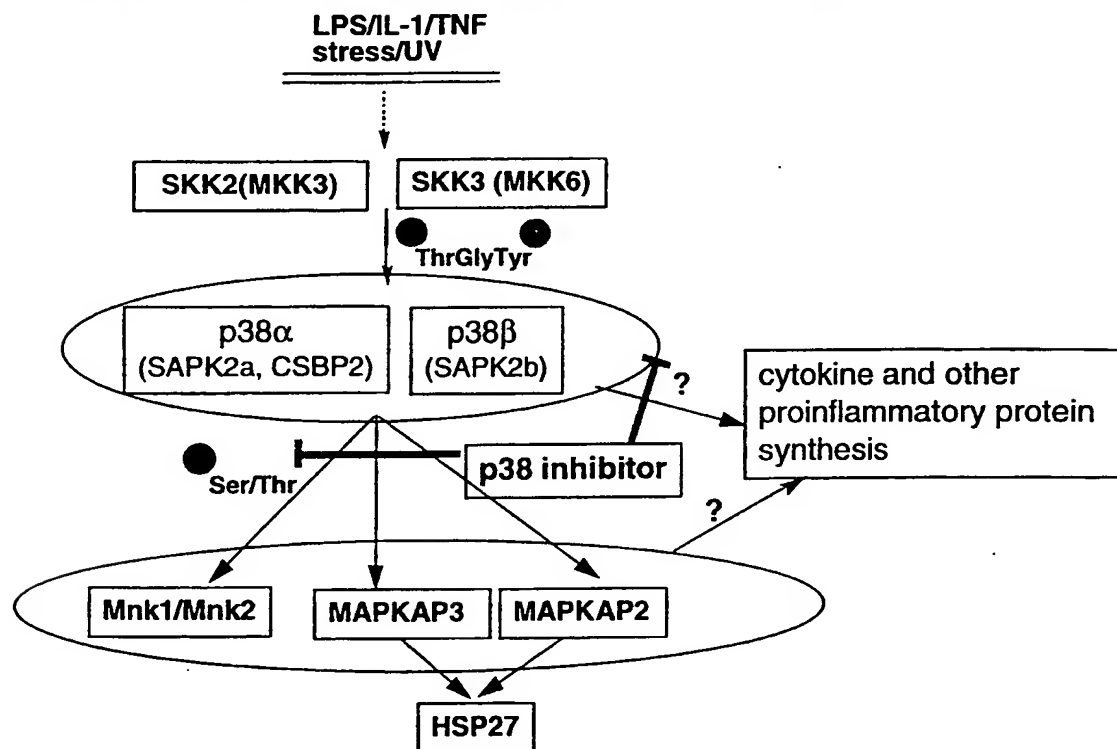 LPS/IL-1/TNF
stress/UV
SKK2(MKK3)
SKK3 (MKK6)
ThrGlyTyr
p38α
(SAPK2a, CSBP2)
p38β
(SAPK2b)
?
cytokine and other
proinflammatory protein
synthesis
p38 inhibitor
Ser/Thr
?
Mnk1/Mnk2
MAPKAP3
MAPKAP2
HSP27